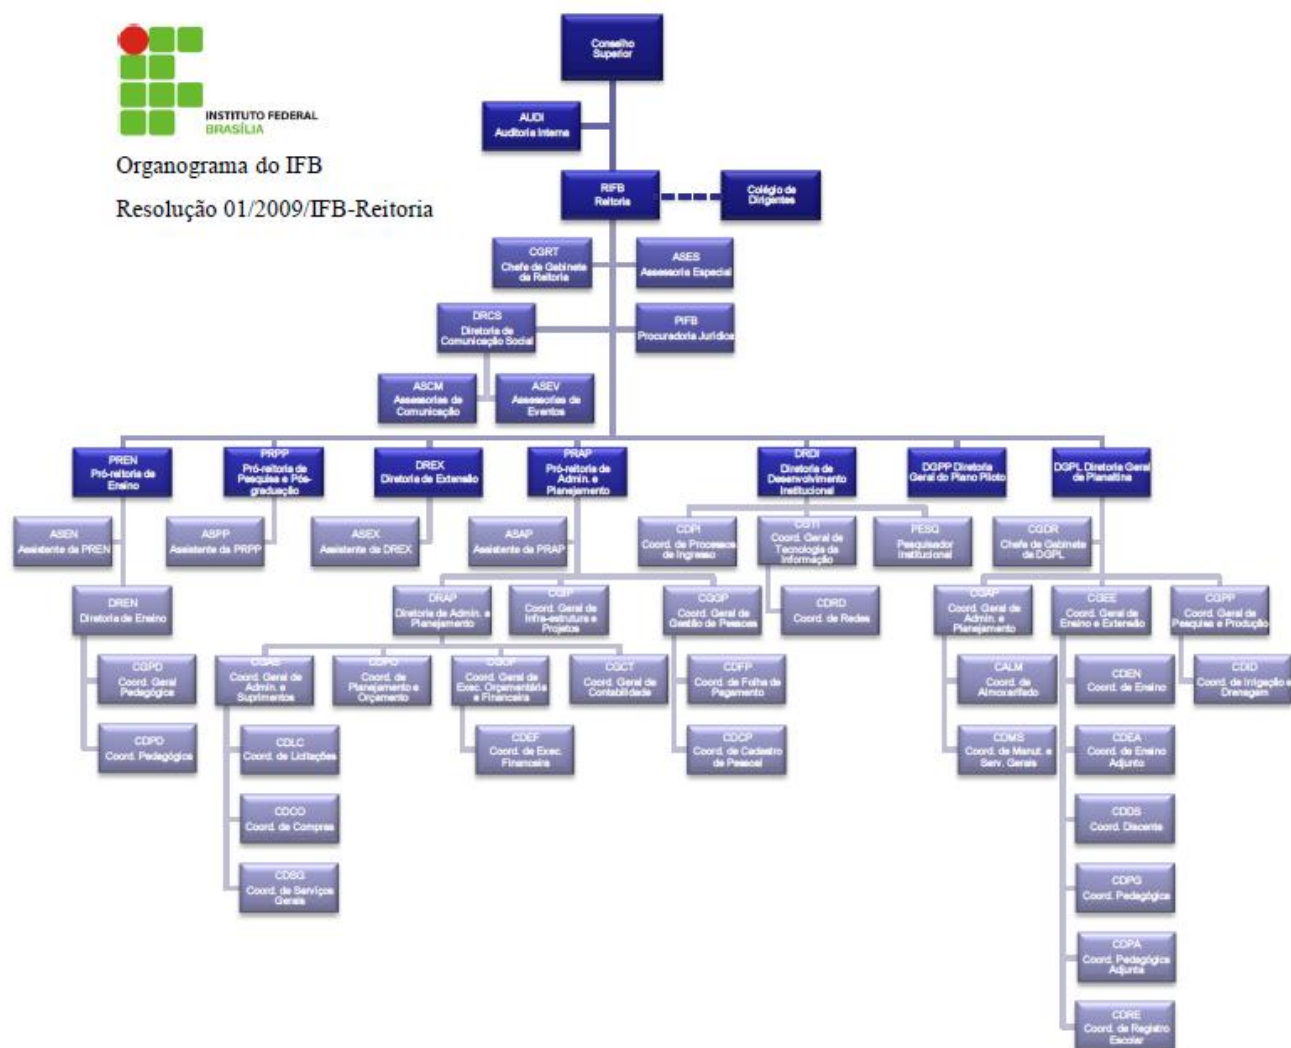 Conselho
Superior
AUDI
Auditoria Interna
INSTITUTO FEDERAL
BRASÍLIA
Organograma do IFB
Resolução 01/2009/IFB-Reitoria
RIFB
Reitoria
Colégio de
Dirigentes
CGRT
Chefe de Gabinete
da Reitoria
ASES
Assessoria Especial
DRCS
Diretoria de
Comunicação Social
PIFB
Procuradoria Jurídica
ASCM
Assessorias de
Comunicação
ASEV
Assessorias de
Eventos
PREN
Pró-reitoria de
Ensino
PRPP
Pró-reitoria de
Pesquisa e Pós-
graduação
DREX
Diretoria de Extensão
PRAP
Pró-reitoria de
Admin. e
Planejamento
DRDI
Diretoria de
Desenvolvimento
Institucional
DGPP Diretoria
Geral do Plano Piloto
DGPL Diretoria Geral
de Planaltina
ASEN
Assistente da PREN
ASPP
Assistente da PRPP
ASEX
Assistente da DREX
ASAP
Assistente da PRAP
CDPI
Coord. de Processos
de Ingresso
CGTI
Coord. Geral de
Tecnologia da
Informação
PESQ
Pesquisador
Institucional
CGDR
Chefe de Gabinete
da DGPL
DREN
Diretoria de Ensino
DRAP
Diretoria de Admin. e
Planejamento
CGIP
Coord. Geral de
Infra-estrutura e
Projetos
CGGP
Coord. Geral de
Gestão de Pessoas
CDRD
Coord. de Redes
CGAP
Coord. Geral de
Admin. e
Planejamento
CGEE
Coord. Geral de
Ensino e Extensão
CGPP
Coord. Geral de
Pesquisa e Produção
CGPD
Coord. Geral
Pedagógica
CGAS
Coord. Geral de
Admin. e
Suprimentos
CDPO
Coord. de
Planejamento e
Orçamento
CGOF
Coord. Geral de
Exec. Orçamentária
e Financeira
CGCT
Coord. Geral de
Contabilidade
CDFP
Coord. de Folha de
Pagamento
CALM
Coord. de
Almoxarifado
CDEN
Coord. de Ensino
CDID
Coord. de Irrigação e
Drenagem
CDPD
Coord. Pedagógica
CDLC
Coord. de Licitações
CDEF
Coord. de Exec.
Financeira
CDCP
Coord. de Cadastro
de Pessoal
CDMS
Coord. de Manut. e
Serv. Gerais
CDEA
Coord. de Ensino
Adjunto
CDCO
Coord. de Compras
CDDS
Coord. Discente
CDSG
Coord. de Serviços
Gerais
CDPG
Coord. Pedagógica
CDPA
Coord. Pedagógica
Adjunta
CDRE
Coord. de Registro
Escolar